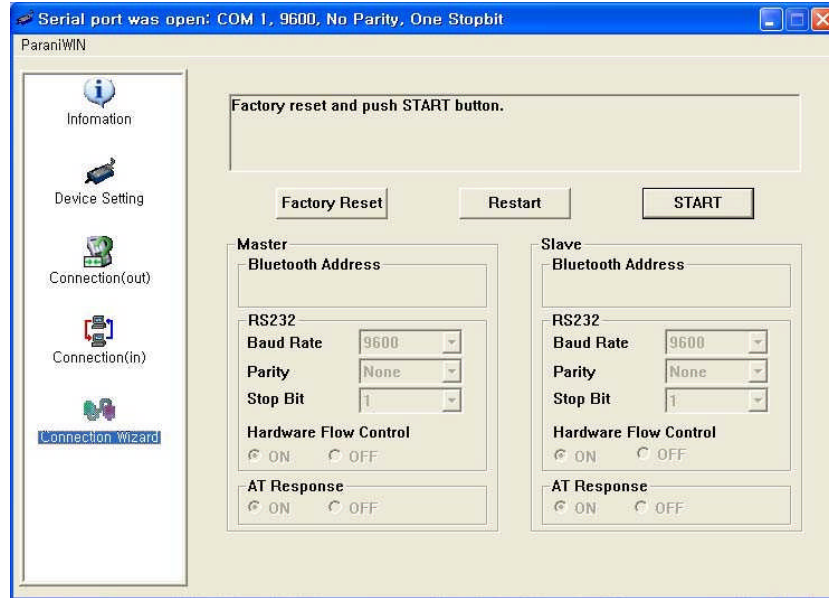 Serial port was open: COM 1, 9600, No Parity, One Stopbit
ParaniWIN
Infomation
Device Setting
Connection(out)
Connection(in)
Connection Wizard
Factory reset and push START button.
Factory Reset Restart START
Master
Bluetooth Address
RS232
Baud Rate 9600
Parity None
Stop Bit 1
Hardware Flow Control
ON OFF
AT Response
ON OFF
Slave
Bluetooth Address
RS232
Baud Rate 9600
Parity None
Stop Bit 1
Hardware Flow Control
ON OFF
AT Response
ON OFF